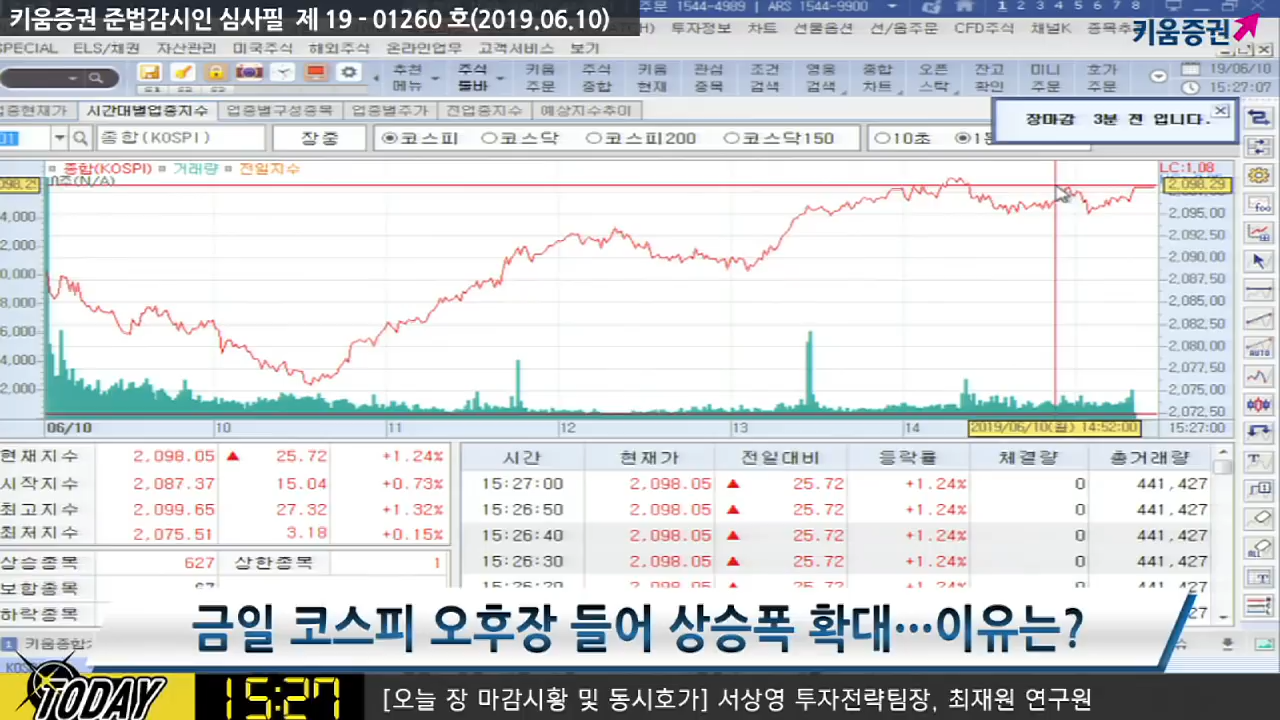 키움증권 준법감시인 심사필 제 19 - 01260 호(2019.06.10)
주문 1544-4989 | ARS 1544-9900
1 2 3 4 5 6 7 8
SPECIAL ELS/채권 자산관리 미국주식 해외주식 온라인업무 고객서비스 보기
투자정보 차트 선물옵션 선/옵주문 CFD주식 채널K 종목추
키움증권
추천 메뉴
주식 툴바
키움 주문
주식 종합
키움 현재
관심 종목
조건 검색
영웅 검색
종합 차트
오픈 스탁
잔고 확인
미니 주문
호가 주문
19/06/10
15:27:07
업종현재가 시간대별업종지수 업종별구성종목 업종별주가 전업종지수 예상지수추이
장마감 3분 전 입니다.
종합(KOSPI) 장중 코스피 코스닥 코스피200 코스닥150 10초
종합(KOSPI) 거래량 전일지수
LC:1,08
2,098,29
4,000 2,095,00
2,092,50
2,000 2,090,00
0,000 2,087,50
8,000 2,085,00
6,000 2,082,50
2,080,00
4,000 2,077,50
2,000 2,075,00
2,072,50
06/10 10 11 12 13 14 2019/06/10(월) 14:52:00 15:27:00
현재지수 2,098.05 ▲ 25.72 +1.24%
시작지수 2,087.37 15.04 +0.73%
최고지수 2,099.65 27.32 +1.32%
최저지수 2,075.51 3.18 +0.15%
상승종목 627 상한종목 1
보합종목 67
하락종목
시간 현재가 전일대비 등락률 체결량 총거래량
15:27:00 2,098.05 ▲ 25.72 +1.24% 0 441,427
15:26:50 2,098.05 ▲ 25.72 +1.24% 0 441,427
15:26:40 2,098.05 ▲ 25.72 +1.24% 0 441,427
15:26:30 2,098.05 ▲ 25.72 +1.24% 0 441,427
15:26:20 2,098.05 ▲ 25.72 +1.24% 0 441,427
금일 코스피 오후장 들어 상승폭 확대…이유는?
1 키움종합
TODAY 15:27 [오늘 장 마감시황 및 동시호가] 서상영 투자전략팀장, 최재원 연구원